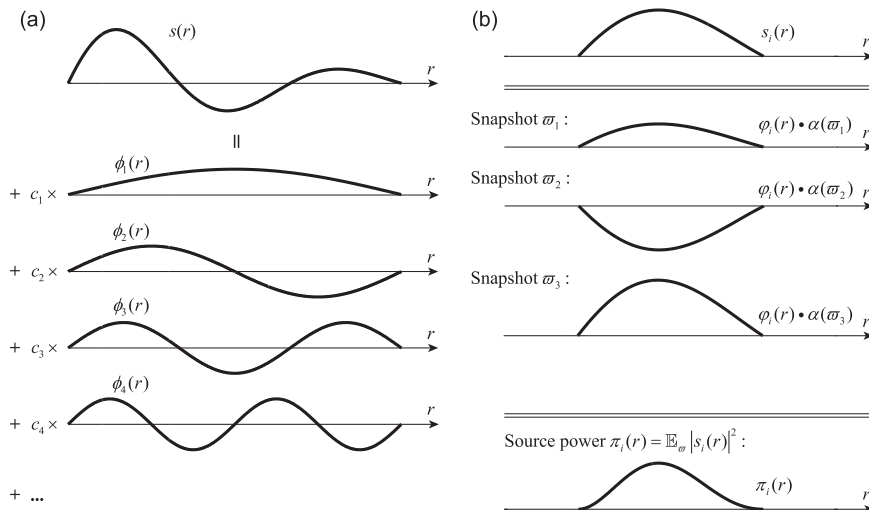 (a)
s(r)
r
=
ϕ₁(r)
+ c₁ ×
r
ϕ₂(r)
+ c₂ ×
r
ϕ₃(r)
+ c₃ ×
r
ϕ₄(r)
+ c₄ ×
r
+ ...
(b)
sᵢ(r)
r
Snapshot ϖ₁ :
φᵢ(r) • α(ϖ₁)
r
Snapshot ϖ₂ :
φᵢ(r) • α(ϖ₂)
r
Snapshot ϖ₃ :
φᵢ(r) • α(ϖ₃)
r
Source power πᵢ(r) = 𝔼_ϖ |sᵢ(r)|² :
πᵢ(r)
r